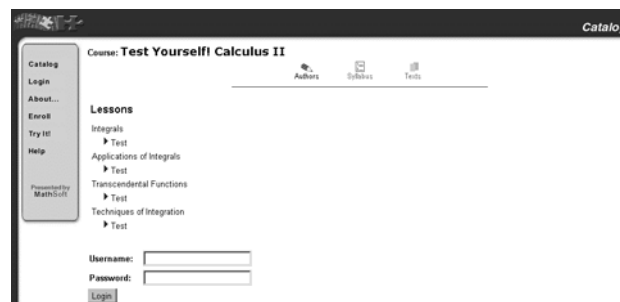 Catalo
Course: Test Yourself! Calculus II
Authors Syllabus Texts
Catalog
Login
About...
Enroll
Try It!
Help
Presented by
MathSoft
Lessons
Integrals
Test
Applications of Integrals
Test
Transcendental Functions
Test
Techniques of Integration
Test
Username:
Password:
Login